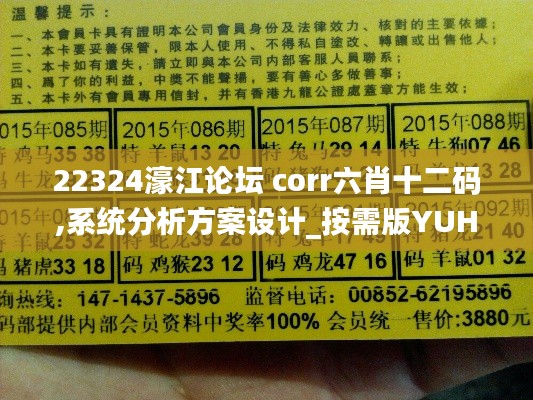 温馨提示：
一、本會員卡具有證明本公司會員身份及法律效力、核對的主要依據；
二、本卡要妥善保管，限本人使用、不得私自塗改、轉讓或出售他人；
三、本卡如有遺失，請立即與本公司内部客服人員聯系；
四、爲了你的利益，中獎不能聲揚，要有善心多做善事；
五、本卡外有會員專用信封，并有香港九龍公證處蓋章方能生效。
015年085期 2015年086期 2015年087期 2015年088期
特 鸡马35 38 特 羊鼠13 20 特 兔马29 14 特 牛狗07 46
22324濠江论坛 corr六肖十二码
,系统分析方案设计_按需版YUH
码 猪虎33 18 码 鸡猴23 12 码 鸡龙47 16 码 羊鼠01 32
询热线：147-1437-5896 监督电话：00852-62195896
码部提供内部会员资料中奖率100% 会员统一售价:3880元